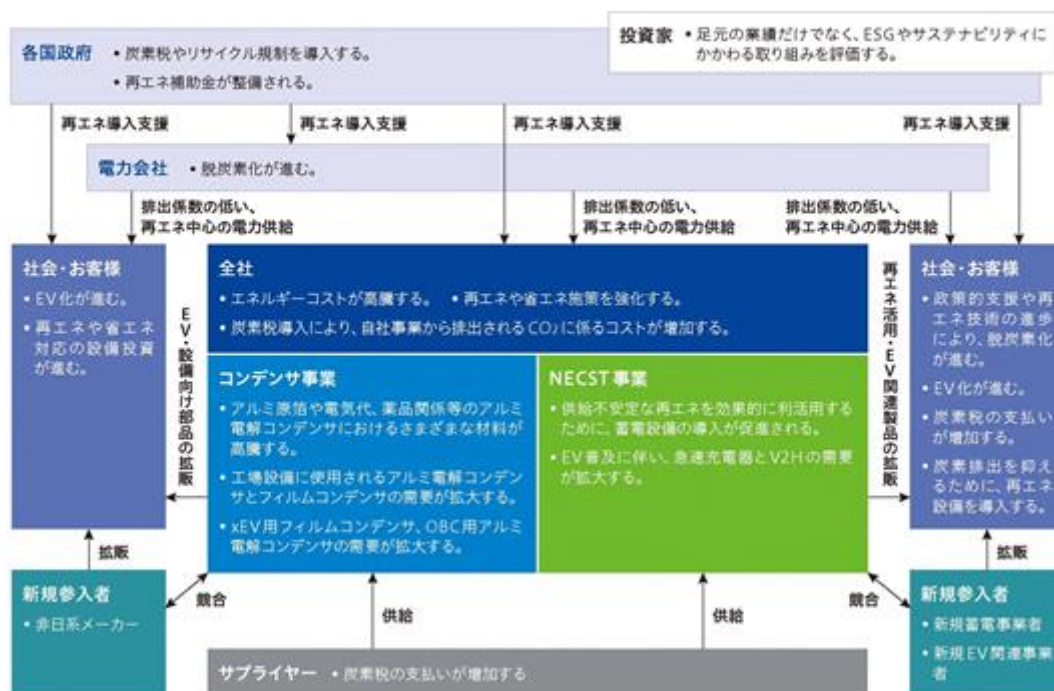 投資家 • 足元の業績だけでなく、ESGやサステナビリティに
かかわる取り組みを評価する。
各国政府 • 炭素税やリサイクル規制を導入する。
• 再エネ補助金が整備される。
再エネ導入支援 再エネ導入支援 再エネ導入支援 再エネ導入支援
電力会社 • 脱炭素化が進む。
排出係数の低い、
再エネ中心の電力供給
排出係数の低い、
再エネ中心の電力供給
排出係数の低い、
再エネ中心の電力供給
社会・お客様
• EV化が進む。
• 再エネや省エネ
対応の設備投資
が進む。
EV・設備向け部品の拡販
全社
• エネルギーコストが高騰する。 • 再エネや省エネ施策を強化する。
• 炭素税導入により、自社事業から排出されるCO₂に係るコストが増加する。
コンデンサ事業
• アルミ原箔や電気代、薬品関係等のアルミ
電解コンデンサにおけるさまざまな材料が
高騰する。
• 工場設備に使用されるアルミ電解コンデン
サとフィルムコンデンサの需要が拡大する。
• xEV用フィルムコンデンサ、OBC用アルミ
電解コンデンサの需要が拡大する。
NECST事業
• 供給不安定な再エネを効果的に利活用する
ために、蓄電設備の導入が促進される。
• EV普及に伴い、急速充電器とV2Hの需要
が拡大する。
再エネ活用・EV関連製品の拡販
社会・お客様
• 政策的支援や再
エネ技術の進歩
により、脱炭素化
が進む。
• EV化が進む。
• 炭素税の支払い
が増加する。
• 炭素排出を抑え
るために、再エネ
設備を導入する。
拡販
新規参入者
• 非日系メーカー
競合
供給
供給
競合
拡販
新規参入者
• 新規蓄電事業者
• 新規EV関連事業
者
サプライヤー • 炭素税の支払いが増加する